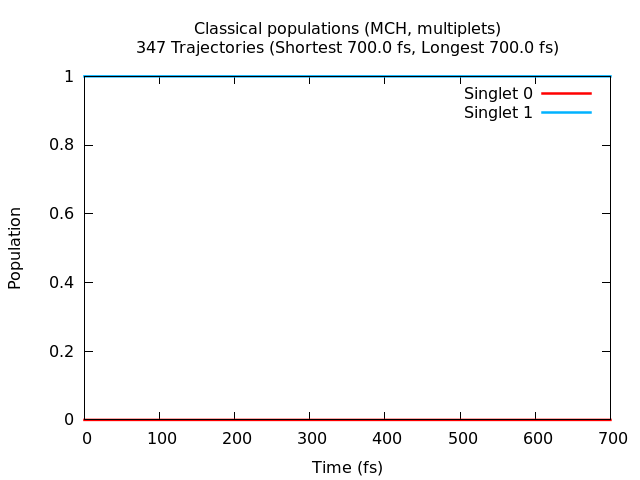 Classical populations (MCH, multiplets)
347 Trajectories (Shortest 700.0 fs, Longest 700.0 fs)
Singlet 0
Singlet 1
1
0.8
0.6
0.4
0.2
0
Population
0 100 200 300 400 500 600 700
Time (fs)